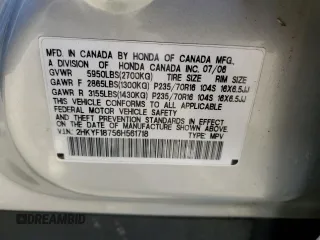 MFD. IN CANADA BY HONDA OF CANADA MFG.
A DIVISION OF HONDA CANADA INC. 07/06
GVWR 5950LBS(2700KG) TIRE SIZE RIM SIZE
GAWR F 2865LBS(1300KG) P235/70R16 104S 16X6.5JJ
GAWR R 3155LBS(1430KG) P235/70R16 104S 16X6.5JJ
THIS VEHICLE CONFORMS TO ALL APPLICABLE
FEDERAL MOTOR VEHICLE SAFETY AND THEFT
PREVENTION STANDARDS IN EFFECT ON THE
DATE OF MANUFACTURE SHOWN ABOVE.
V.I.N: 2HKYF18756H561718 TYPE: MPV
DRIVEAMBID